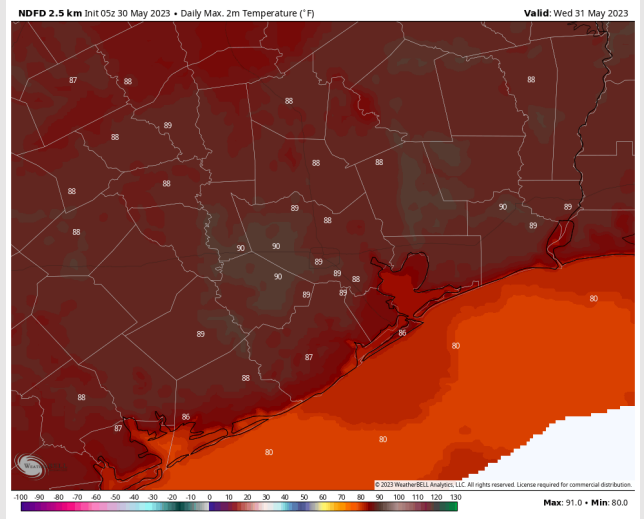 NDFD 2.5 km Init 05z 30 May 2023 • Daily Max. 2m Temperature (°F) Valid: Wed 31 May 2023
87 88 88
88
89
88
88 88
88 88
89 90 89
88 89
88
90 90
89
90 89 88
89 89
80
89 86
80
87
88
88
86
87
80
80
© 2023 WeatherBELL Analytics, LLC. All rights reserved. License required for commercial distribution.
-100 -90 -80 -70 -60 -50 -40 -30 -20 -10 0 10 20 30 40 50 60 70 80 90 100 110 120 130
Max: 91.0 • Min: 80.0